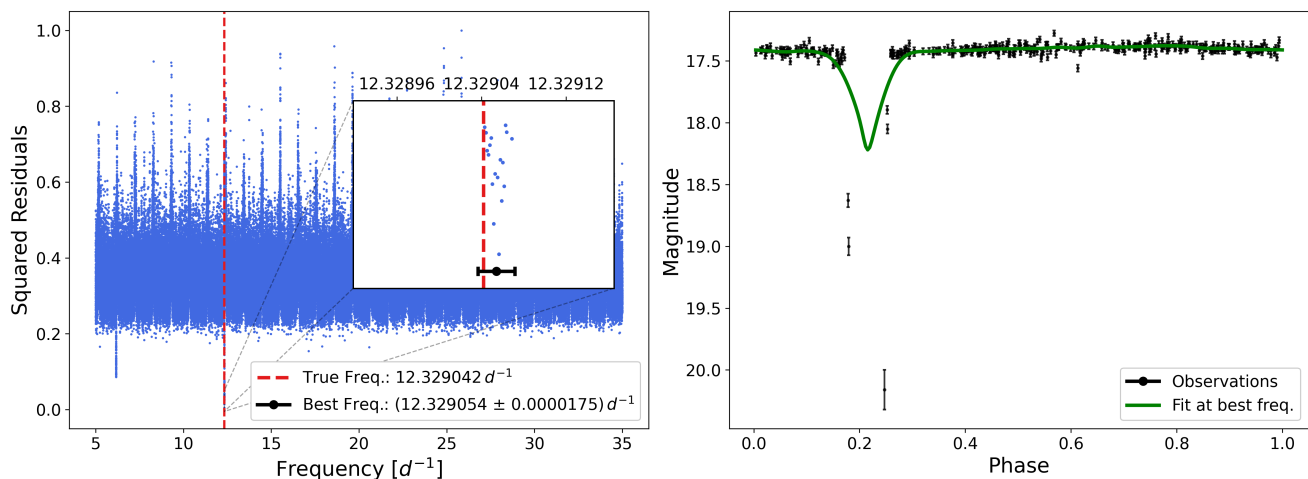 1.0
0.8
0.6
0.4
0.2
0.0
Squared Residuals
12.32896 12.32904 12.32912
True Freq.: 12.329042 d⁻¹
Best Freq.: (12.329054 ± 0.0000175) d⁻¹
5 10 15 20 25 30 35
Frequency [d⁻¹]
17.5
18.0
18.5
19.0
19.5
20.0
Magnitude
Observations
Fit at best freq.
0.0 0.2 0.4 0.6 0.8 1.0
Phase